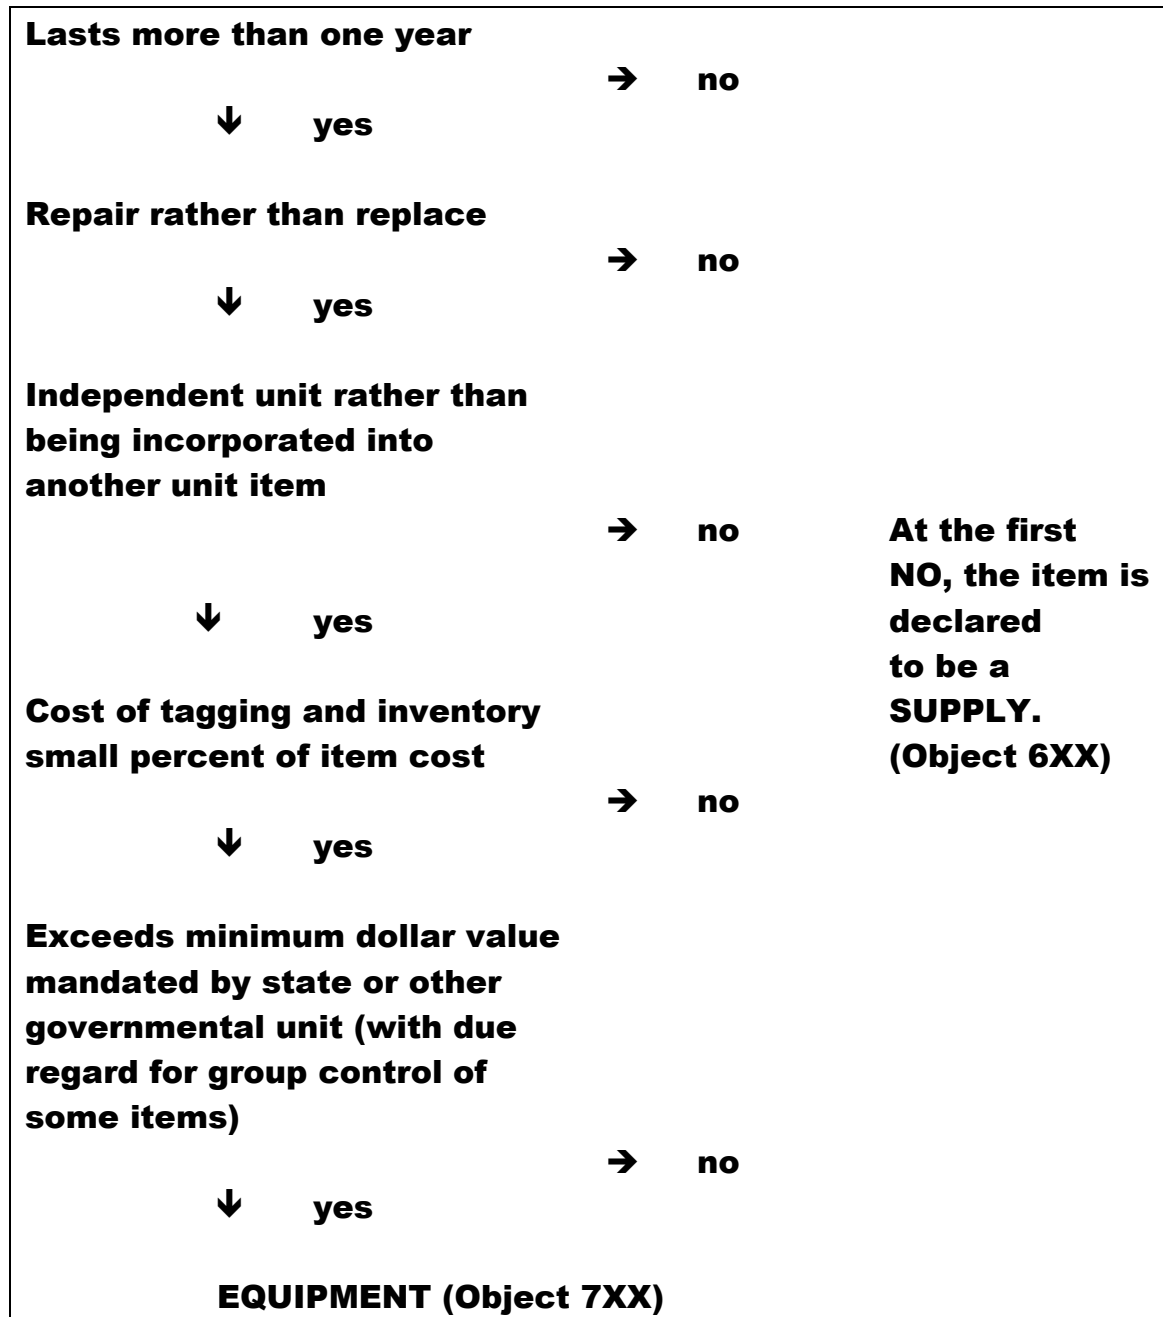 Lasts more than one year
→ no
↓ yes
Repair rather than replace
→ no
↓ yes
Independent unit rather than
being incorporated into
another unit item
→ no
↓ yes
At the first
NO, the item is
declared
to be a
SUPPLY.
(Object 6XX)
Cost of tagging and inventory
small percent of item cost
→ no
↓ yes
Exceeds minimum dollar value
mandated by state or other
governmental unit (with due
regard for group control of
some items)
→ no
↓ yes
EQUIPMENT (Object 7XX)